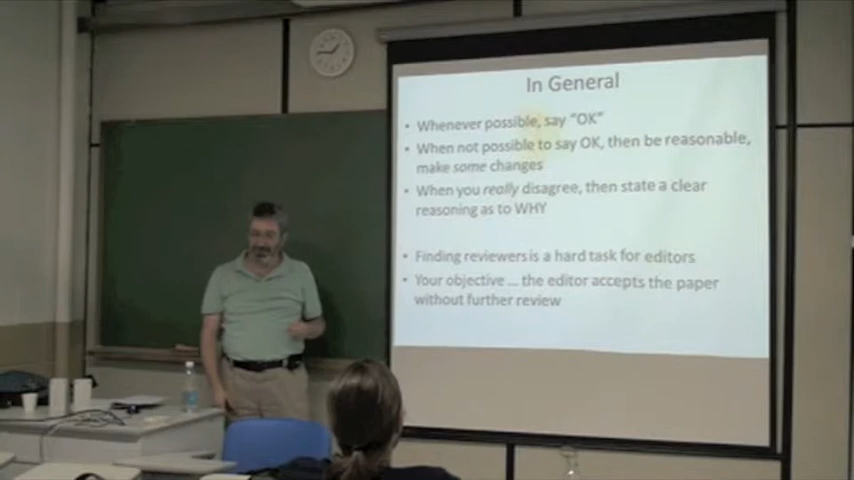 In General
• Whenever possible, say "OK"
• When not possible to say OK, then be reasonable,
make some changes
• When you really disagree, then state a clear
reasoning as to WHY
• Finding reviewers is a hard task for editors
• Your objective ... the editor accepts the paper
without further review